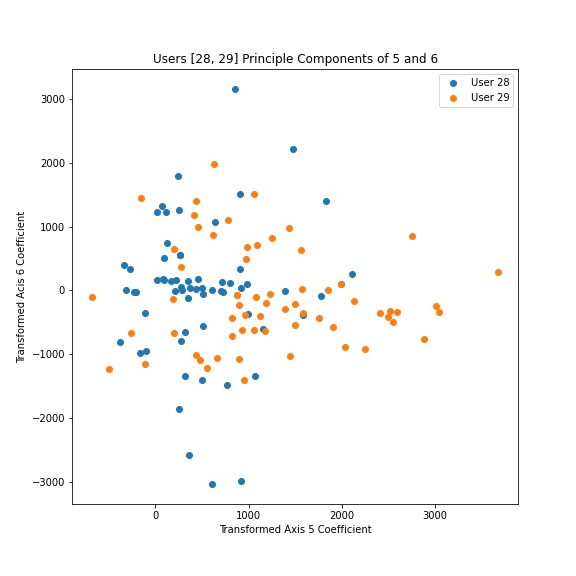 Users [28, 29] Principle Components of 5 and 6
User 28
User 29
3000
2000
1000
0
−1000
−2000
−3000
Transformed Acis 6 Coefficient
0
1000
2000
3000
Transformed Axis 5 Coefficient